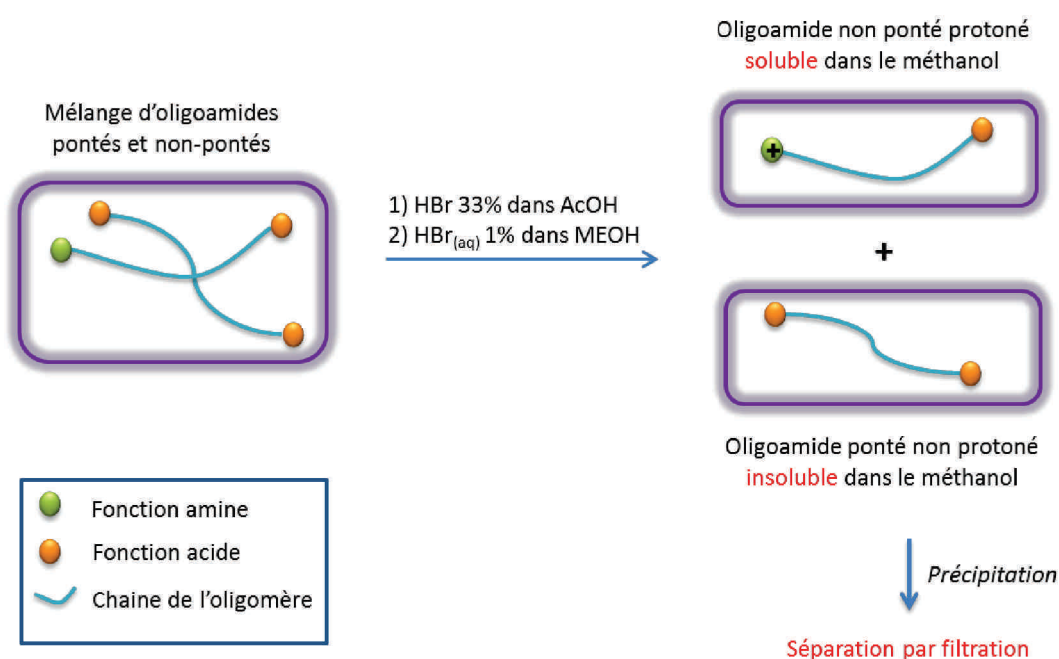 Mélange d'oligoamides
pontés et non-pontés
1) HBr 33% dans AcOH
2) HBr(aq) 1% dans MEOH
Oligoamide non ponté protoné
soluble dans le méthanol
+
+
Oligoamide ponté non protoné
insoluble dans le méthanol
Précipitation
Séparation par filtration
Fonction amine
Fonction acide
Chaine de l'oligomère